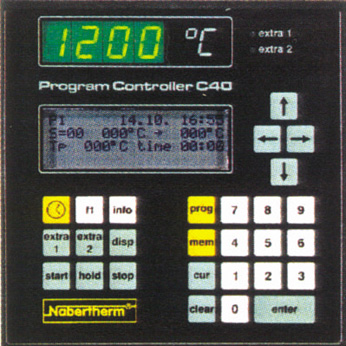 1200 °C
extra 1
extra 2
Program Controller C40
P1 14.10. 16:55
S=00 000°C → 000°C
Tp 000°C time 00:00
f1 info
prog 7 8 9
extra 1 extra 2 disp
mem 4 5 6
start hold stop
cur 1 2 3
Nabertherm®
clear 0 enter